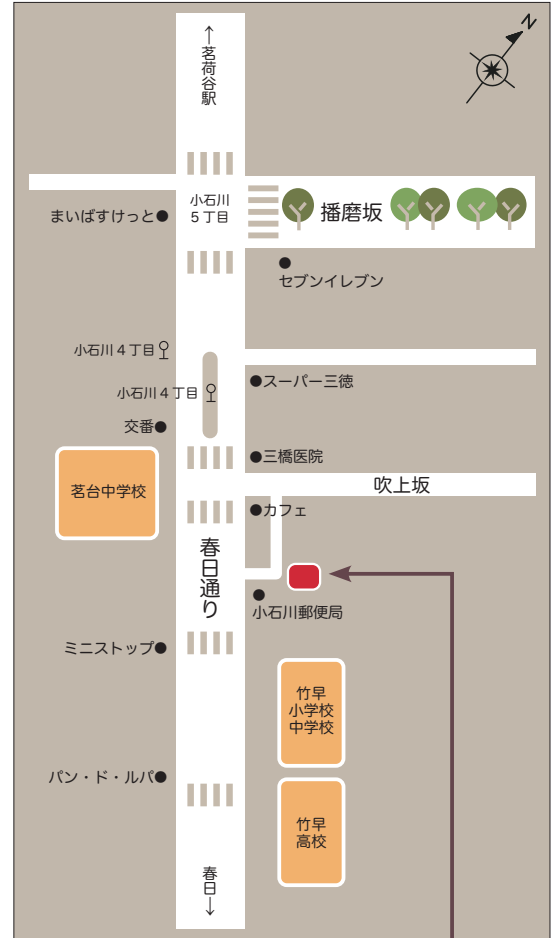 N
↑茗荷谷駅
小石川
5丁目
播磨坂
まいばすけっと●
●
セブンイレブン
小石川4丁目
小石川4丁目
●スーパー三徳
交番●
●三橋医院
茗台中学校
吹上坂
●カフェ
春日通り
●
小石川郵便局
ミニストップ●
竹早
小学校
中学校
パン・ド・ルパ●
竹早
高校
春日→